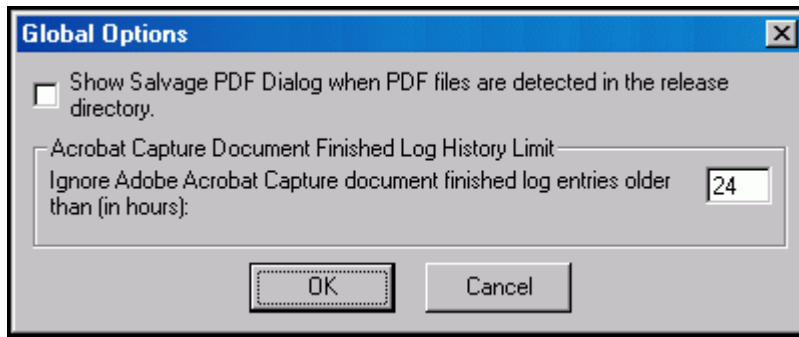 Global Options
Show Salvage PDF Dialog when PDF files are detected in the release
directory.
Acrobat Capture Document Finished Log History Limit
Ignore Adobe Acrobat Capture document finished log entries older
than (in hours):
24
OK
Cancel